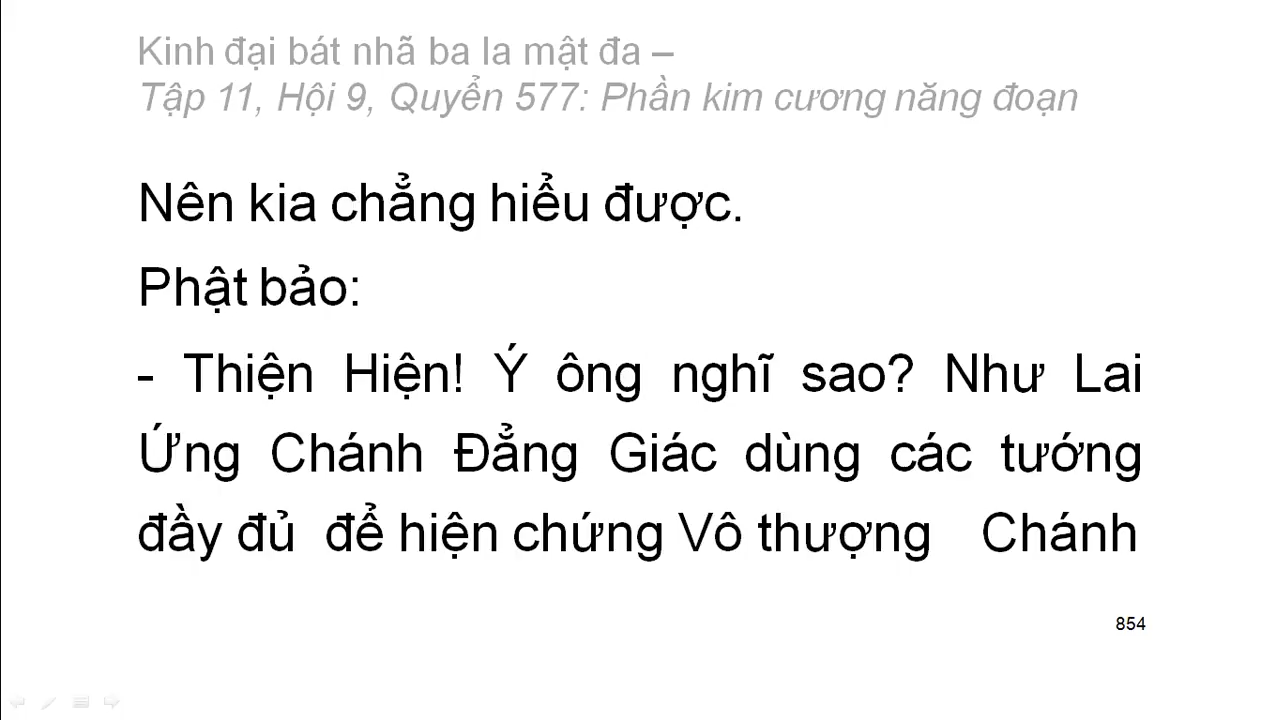 Kinh đại bát nhã ba la mật đa –
Tập 11, Hội 9, Quyển 577: Phần kim cương năng đoạn
Nên kia chẳng hiểu được.
Phật bảo:
- Thiện Hiện! Ý ông nghĩ sao? Như Lai
Ứng Chánh Đẳng Giác dùng các tướng
đầy đủ để hiện chứng Vô thượng Chánh
854